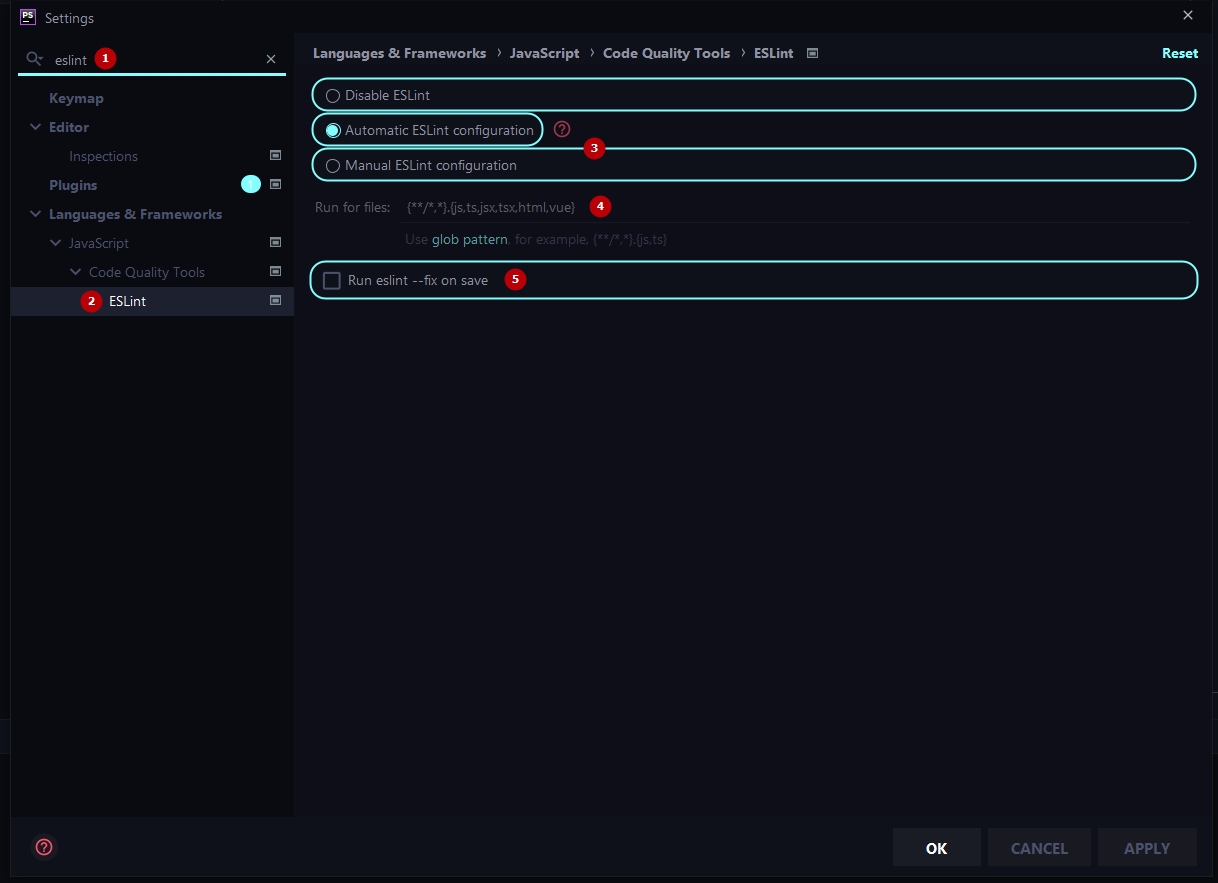 PS Settings
eslint 1
Keymap
Editor
Inspections
Plugins
Languages & Frameworks
JavaScript
Code Quality Tools
2 ESLint
Languages & Frameworks › JavaScript › Code Quality Tools › ESLint
Reset
Disable ESLint
Automatic ESLint configuration ?
3
Manual ESLint configuration
Run for files: {**/*,*}.{js,ts,jsx,tsx,html,vue} 4
Use glob pattern, for example, {**/*,*}.{js,ts}
Run eslint --fix on save 5
?
OK CANCEL APPLY